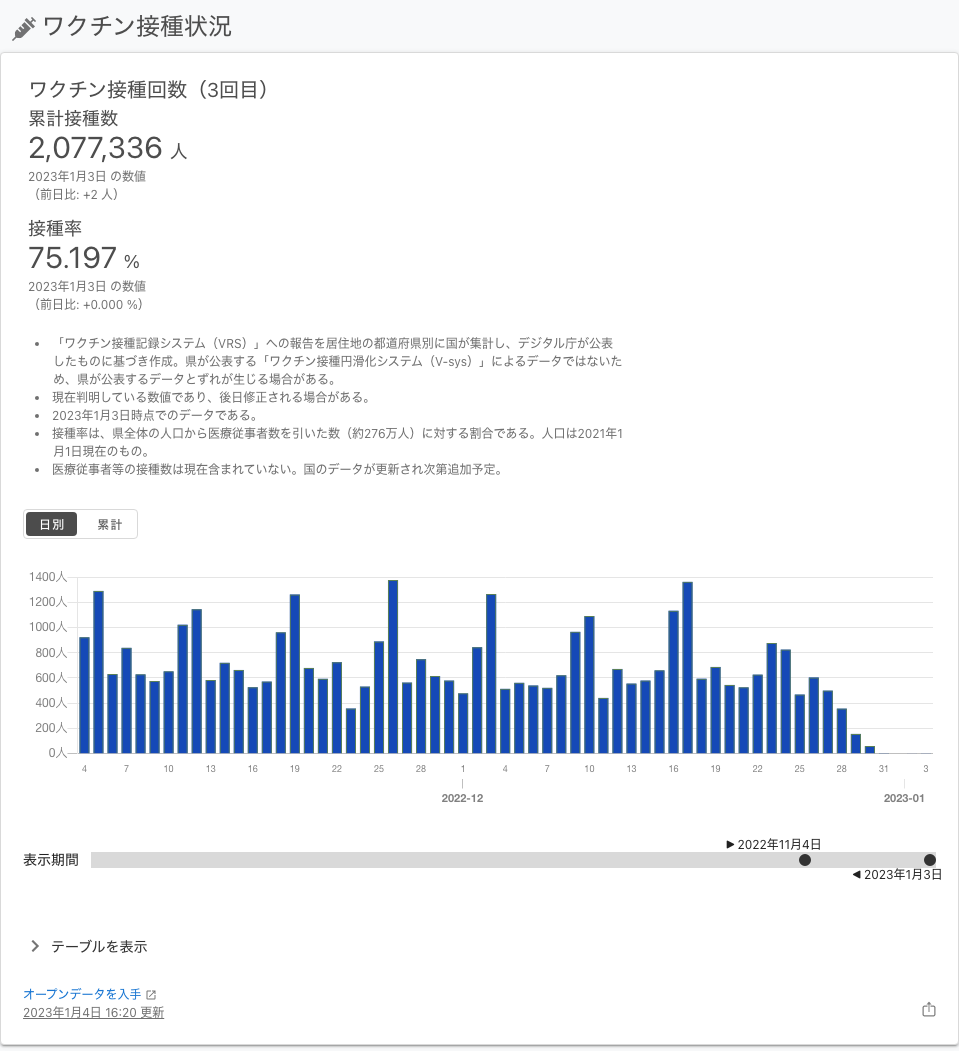 ワクチン接種状況
ワクチン接種回数（3回目）
累計接種数
2,077,336 人
2023年1月3日 の数値
（前日比: +2 人）
接種率
75.197 %
2023年1月3日 の数値
（前日比: +0.000 %）
• 「ワクチン接種記録システム（VRS）」への報告を居住地の都道府県別に国が集計し、デジタル庁が公表
したものに基づき作成。県が公表する「ワクチン接種円滑化システム（V-sys）」によるデータではないた
め、県が公表するデータとずれが生じる場合がある。
• 現在判明している数値であり、後日修正される場合がある。
• 2023年1月3日時点でのデータである。
• 接種率は、県全体の人口から医療従事者数を引いた数（約276万人）に対する割合である。人口は2021年1
月1日現在のもの。
• 医療従事者等の接種数は現在含まれていない。国のデータが更新され次第追加予定。
日別 累計
1400人
1200人
1000人
800人
600人
400人
200人
0人
4 7 10 13 16 19 22 25 28 1 4 7 10 13 16 19 22 25 28 31 3
2022-12 2023-01
▶ 2022年11月4日
表示期間
◀ 2023年1月3日
テーブルを表示
オープンデータを入手
2023年1月4日 16:20 更新